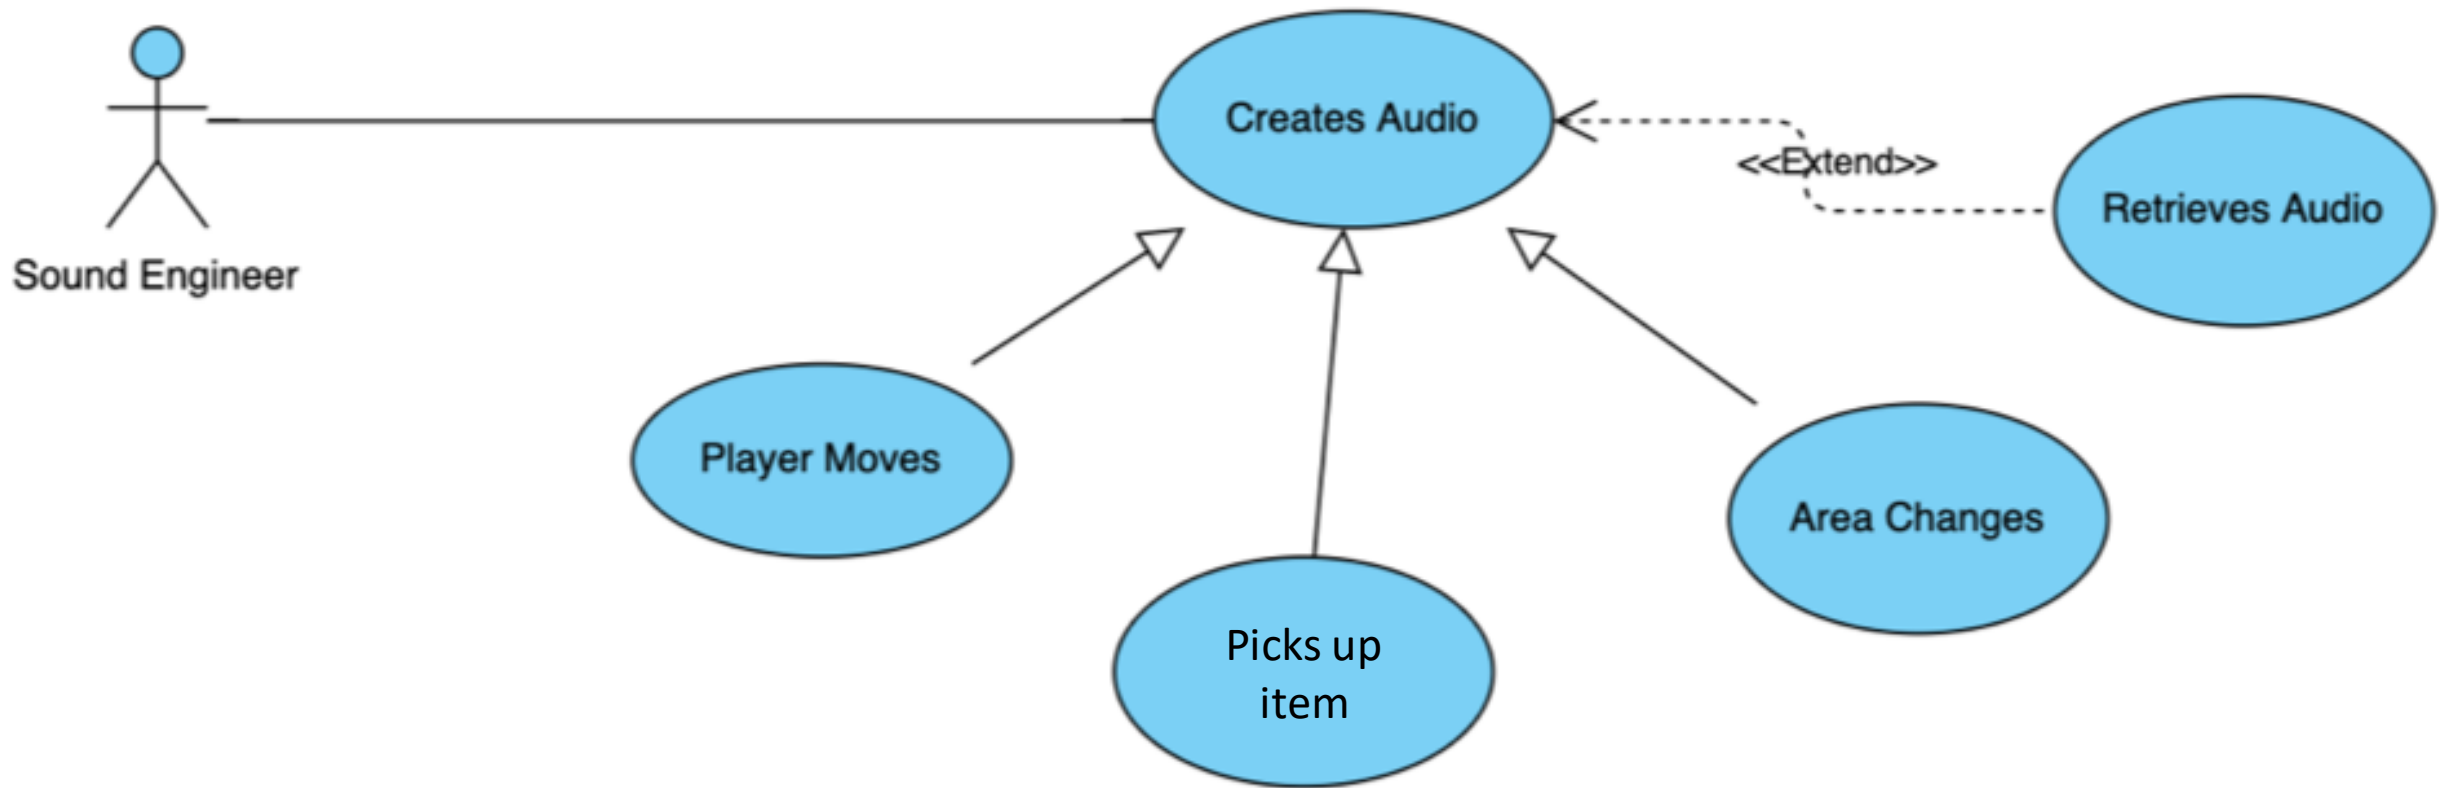 Creates Audio
<<Extend>>
Retrieves Audio
Sound Engineer
Player Moves
Area Changes
Picks up
item